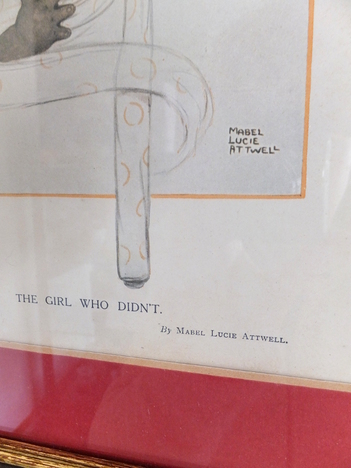 MABEL
LUCIE
ATTWELL
THE GIRL WHO DIDN'T.
By MABEL LUCIE ATTWELL.